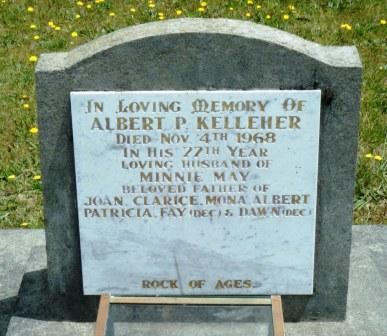 IN LOVING MEMORY OF
ALBERT P. KELLEHER
DIED NOV 4TH 1968
IN HIS 77TH YEAR
LOVING HUSBAND OF
MINNIE MAY
BELOVED FATHER OF
JOAN, CLARICE, MONA, ALBERT
PATRICIA, FAY (DEC) & DAWN (DEC)
ROCK OF AGES.